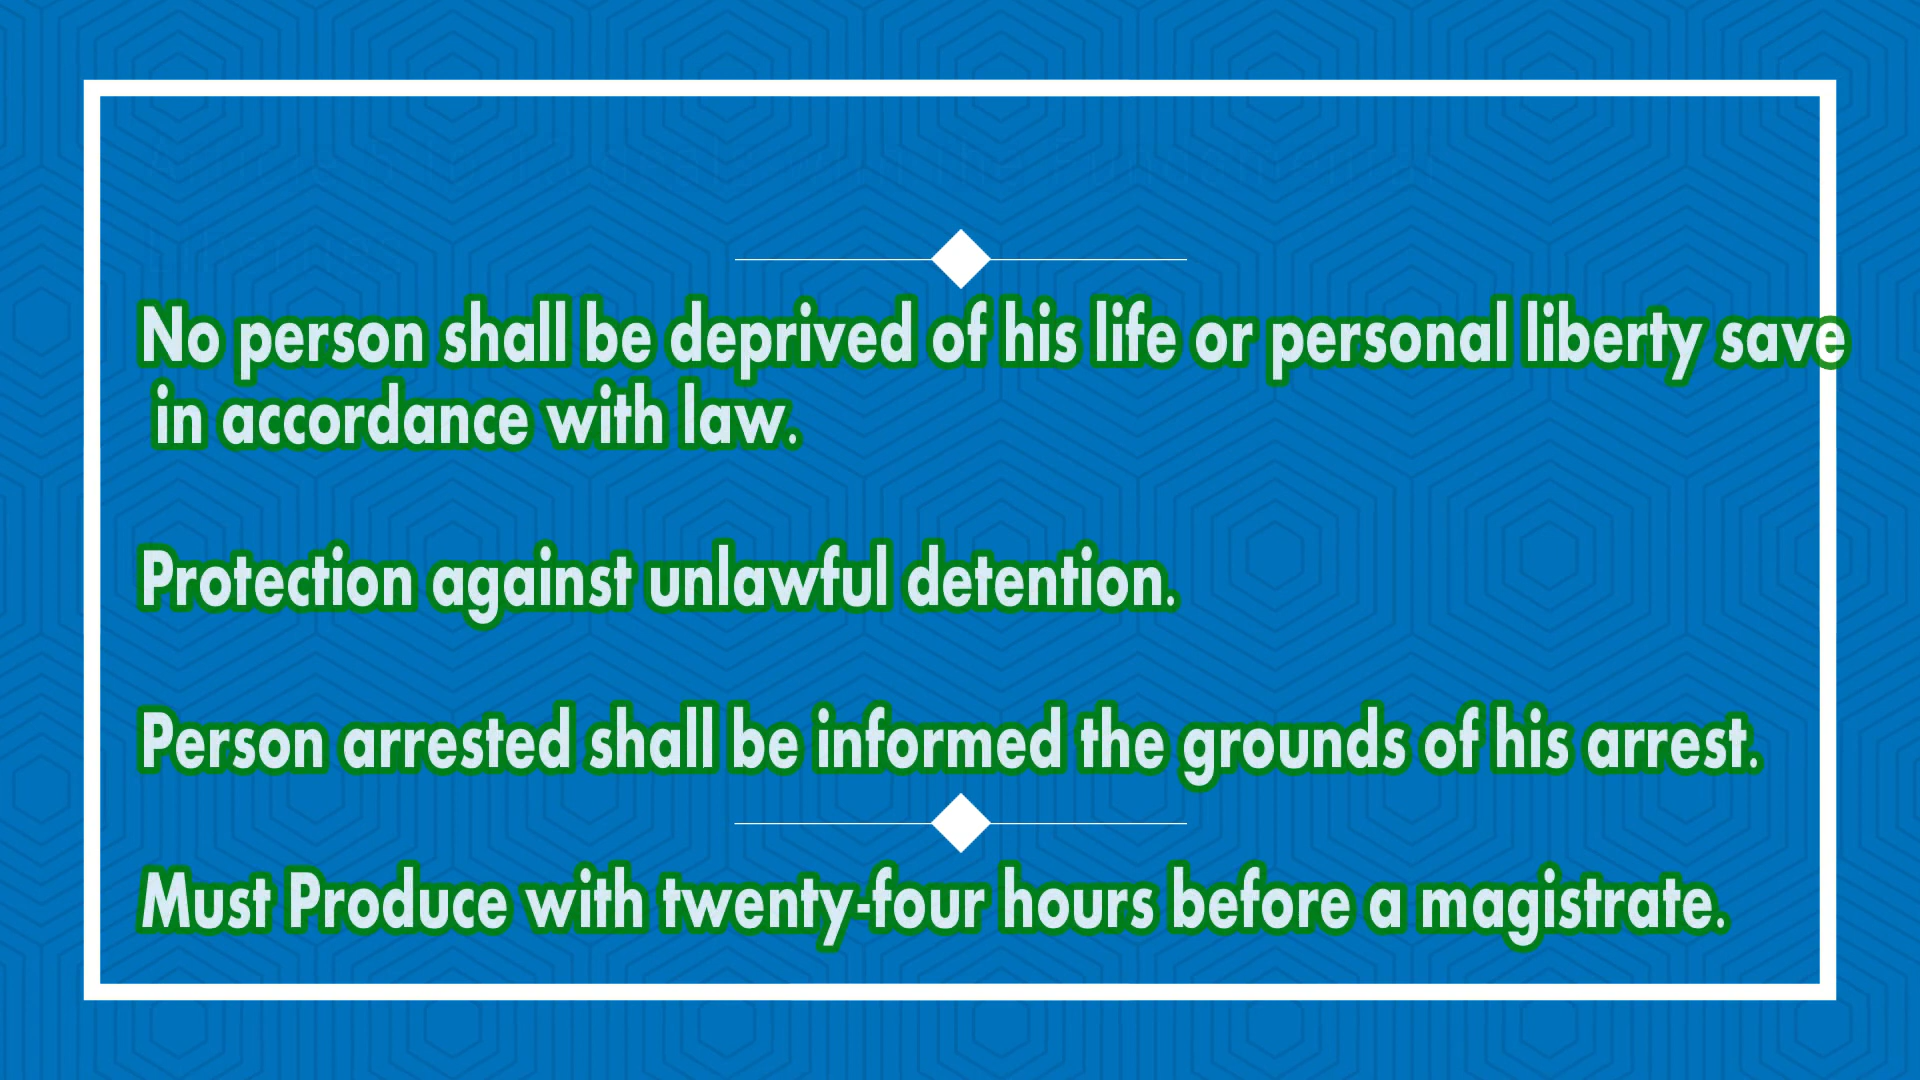 No person shall be deprived of his life or personal liberty save
in accordance with law.
Protection against unlawful detention.
Person arrested shall be informed the grounds of his arrest.
Must Produce with twenty-four hours before a magistrate.